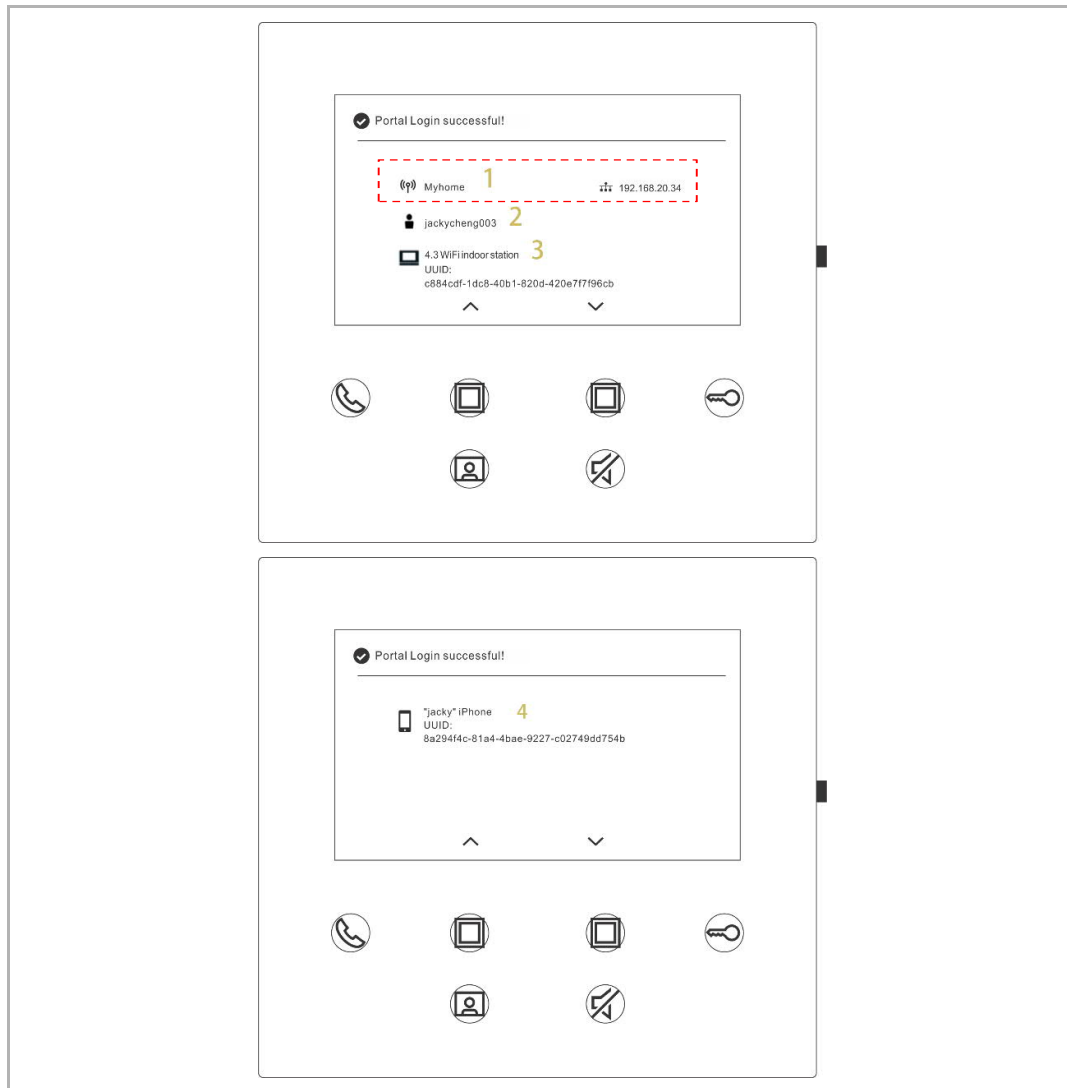 Portal Login successful!
Myhome 1 192.168.20.34
jackycheng003 2
4.3 WiFi indoor station 3
UUID:
c884cdf-1dc8-40b1-820d-420e7f7f96cb
Portal Login successful!
"jacky" iPhone 4
UUID:
8a294f4c-81a4-4bae-9227-c02749dd754b